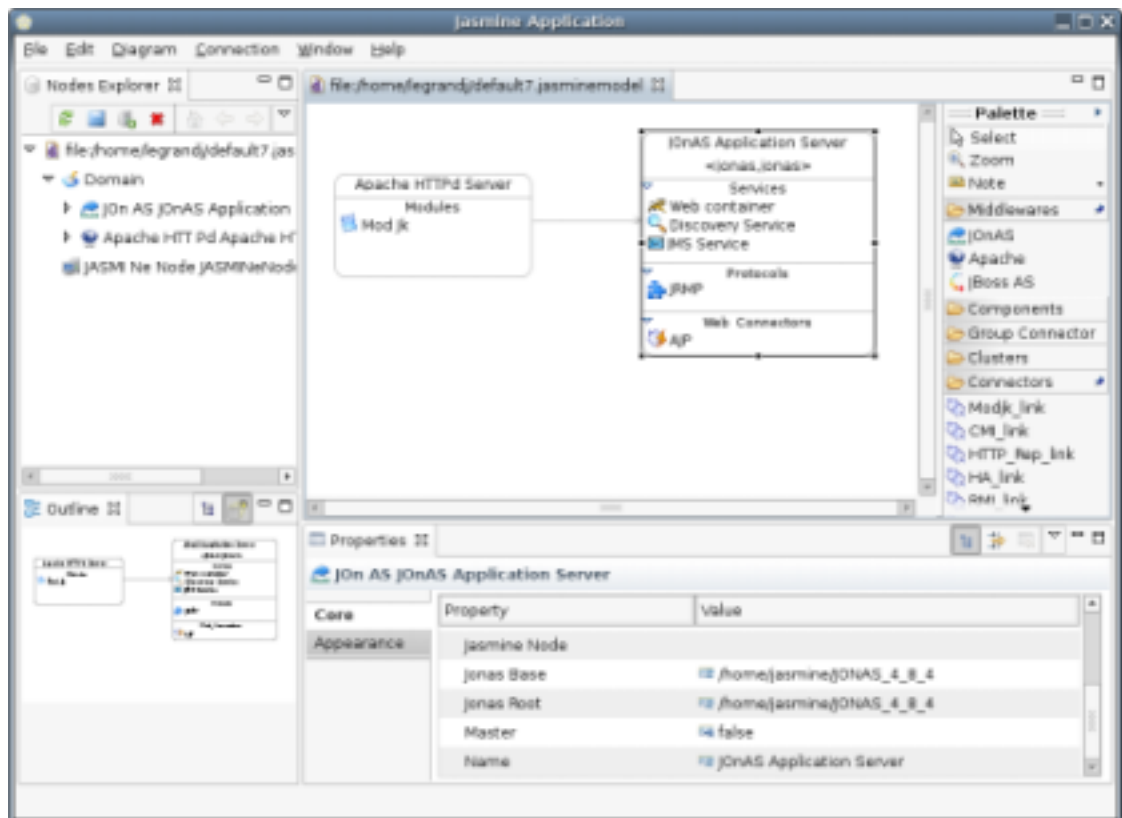 Jasmine Application
File Edit Diagram Connection Window Help
Nodes Explorer
file:/home/legrandj/default7.jas
Domain
JOn AS JOnAS Application
Apache HTT Pd Apache HT
JASMI Ne Node JASMINeNode
file:/home/legrandj/default7.jasminemodel
Apache HTTPd Server
Modules
Mod jk
JOnAS Application Server
«jonas,jonas»
Services
Web container
Discovery Service
JMS Service
Protocols
JRMP
Web Connectors
AJP
Palette
Select
Zoom
Note
Middlewares
JOnAS
Apache
JBoss AS
Components
Group Connector
Clusters
Connectors
Modjk_link
CMI_link
HTTP_Rep_link
HA_link
RMI_link
Outline
Properties
JOn AS JOnAS Application Server
Core
Appearance
Property Value
Jasmine Node
Jonas Base /home/jasmine/JONAS_4_8_4
Jonas Root /home/jasmine/JONAS_4_8_4
Master false
Name JOnAS Application Server